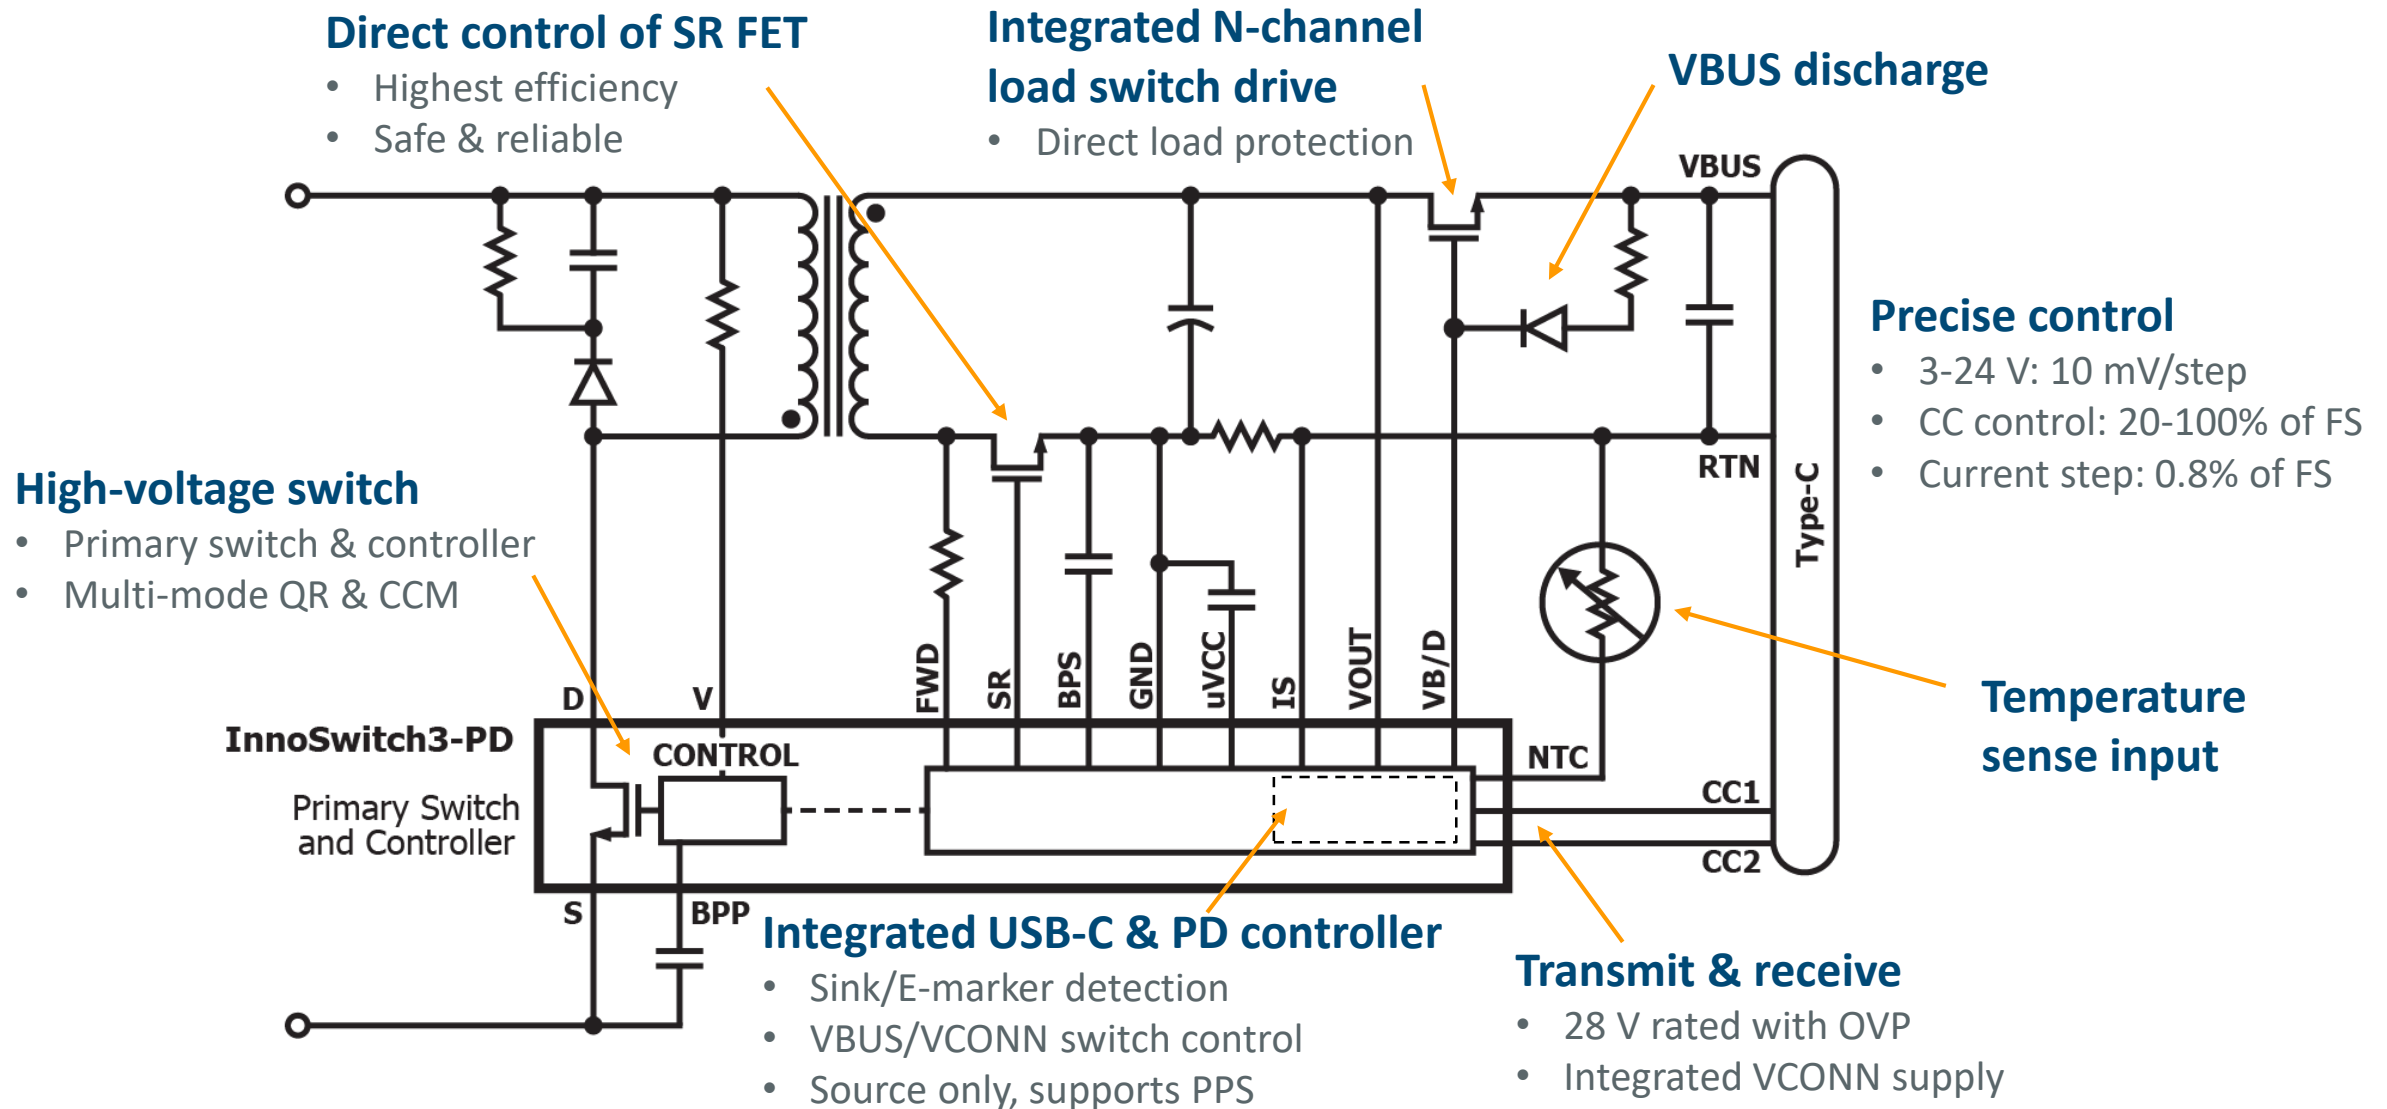 Direct control of SR FET
• Highest efficiency
• Safe & reliable
Integrated N-channel
load switch drive
• Direct load protection
VBUS discharge
VBUS
Precise control
• 3-24 V: 10 mV/step
• CC control: 20-100% of FS
• Current step: 0.8% of FS
RTN
Type-C
High-voltage switch
• Primary switch & controller
• Multi-mode QR & CCM
D
V
FWD
SR
BPS
GND
uVCC
IS
VOUT
VB/D
Temperature
sense input
InnoSwitch3-PD
CONTROL
NTC
Primary Switch
and Controller
CC1
CC2
S
BPP
Integrated USB-C & PD controller
• Sink/E-marker detection
• VBUS/VCONN switch control
• Source only, supports PPS
Transmit & receive
• 28 V rated with OVP
• Integrated VCONN supply